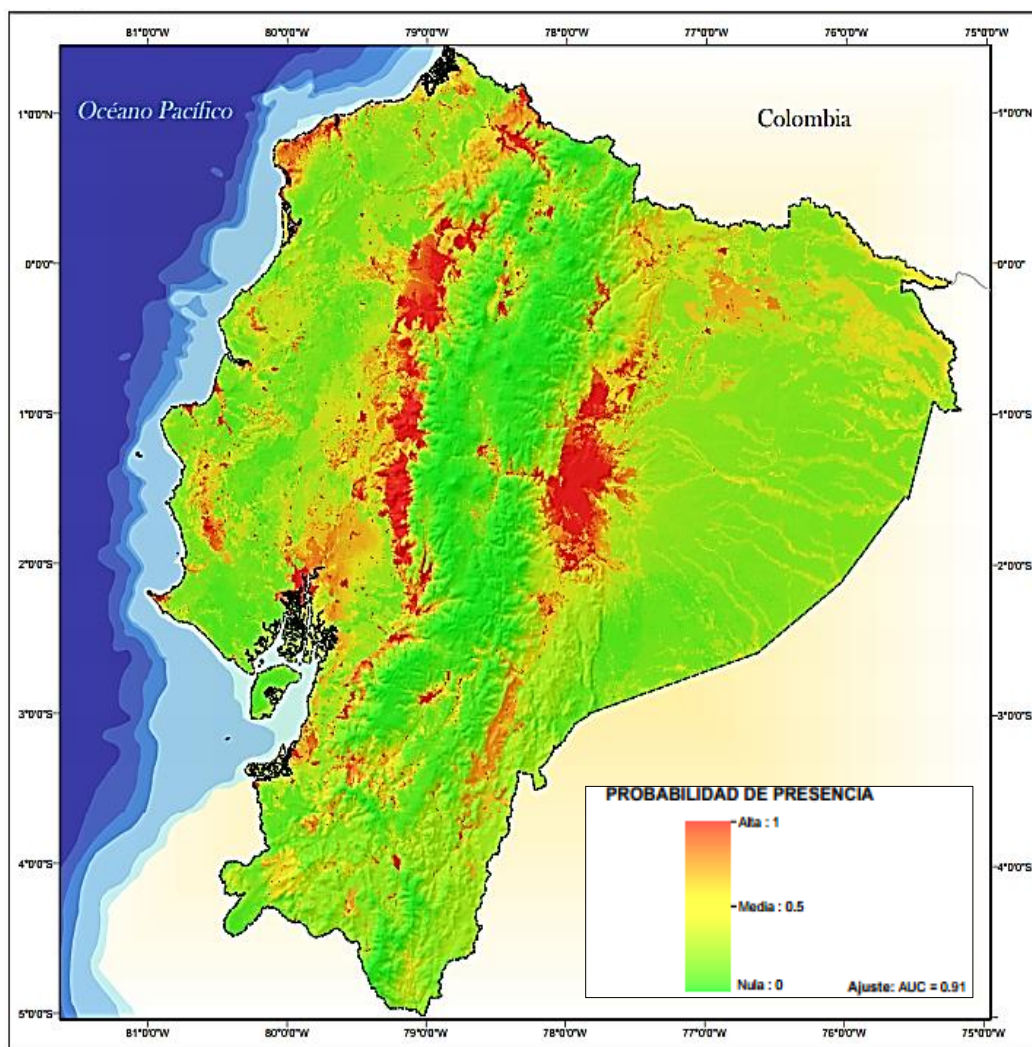 81°0'0"W 80°0'0"W 79°0'0"W 78°0'0"W 77°0'0"W 76°0'0"W 75°0'0"W
Océano Pacífico
Colombia
1°0'0"N 1°0'0"N
0°0'0" 0°0'0"
1°0'0"S 1°0'0"S
2°0'0"S 2°0'0"S
3°0'0"S 3°0'0"S
4°0'0"S 4°0'0"S
5°0'0"S
PROBABILIDAD DE PRESENCIA
Alta : 1
Media : 0.5
Nula : 0
Ajuste: AUC = 0.91
81°0'0"W 80°0'0"W 79°0'0"W 78°0'0"W 77°0'0"W 76°0'0"W 75°0'0"W